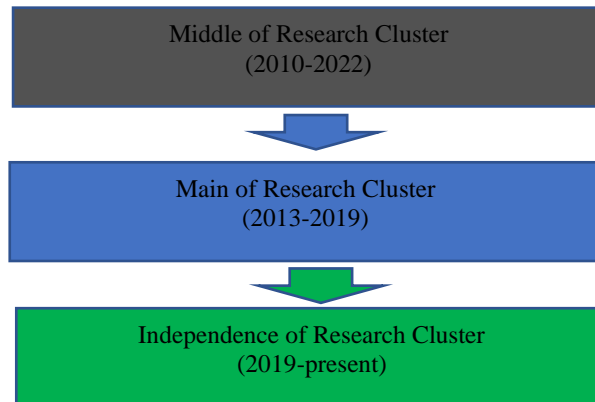 Middle of Research Cluster
(2010-2022)
Main of Research Cluster
(2013-2019)
Independence of Research Cluster
(2019-present)